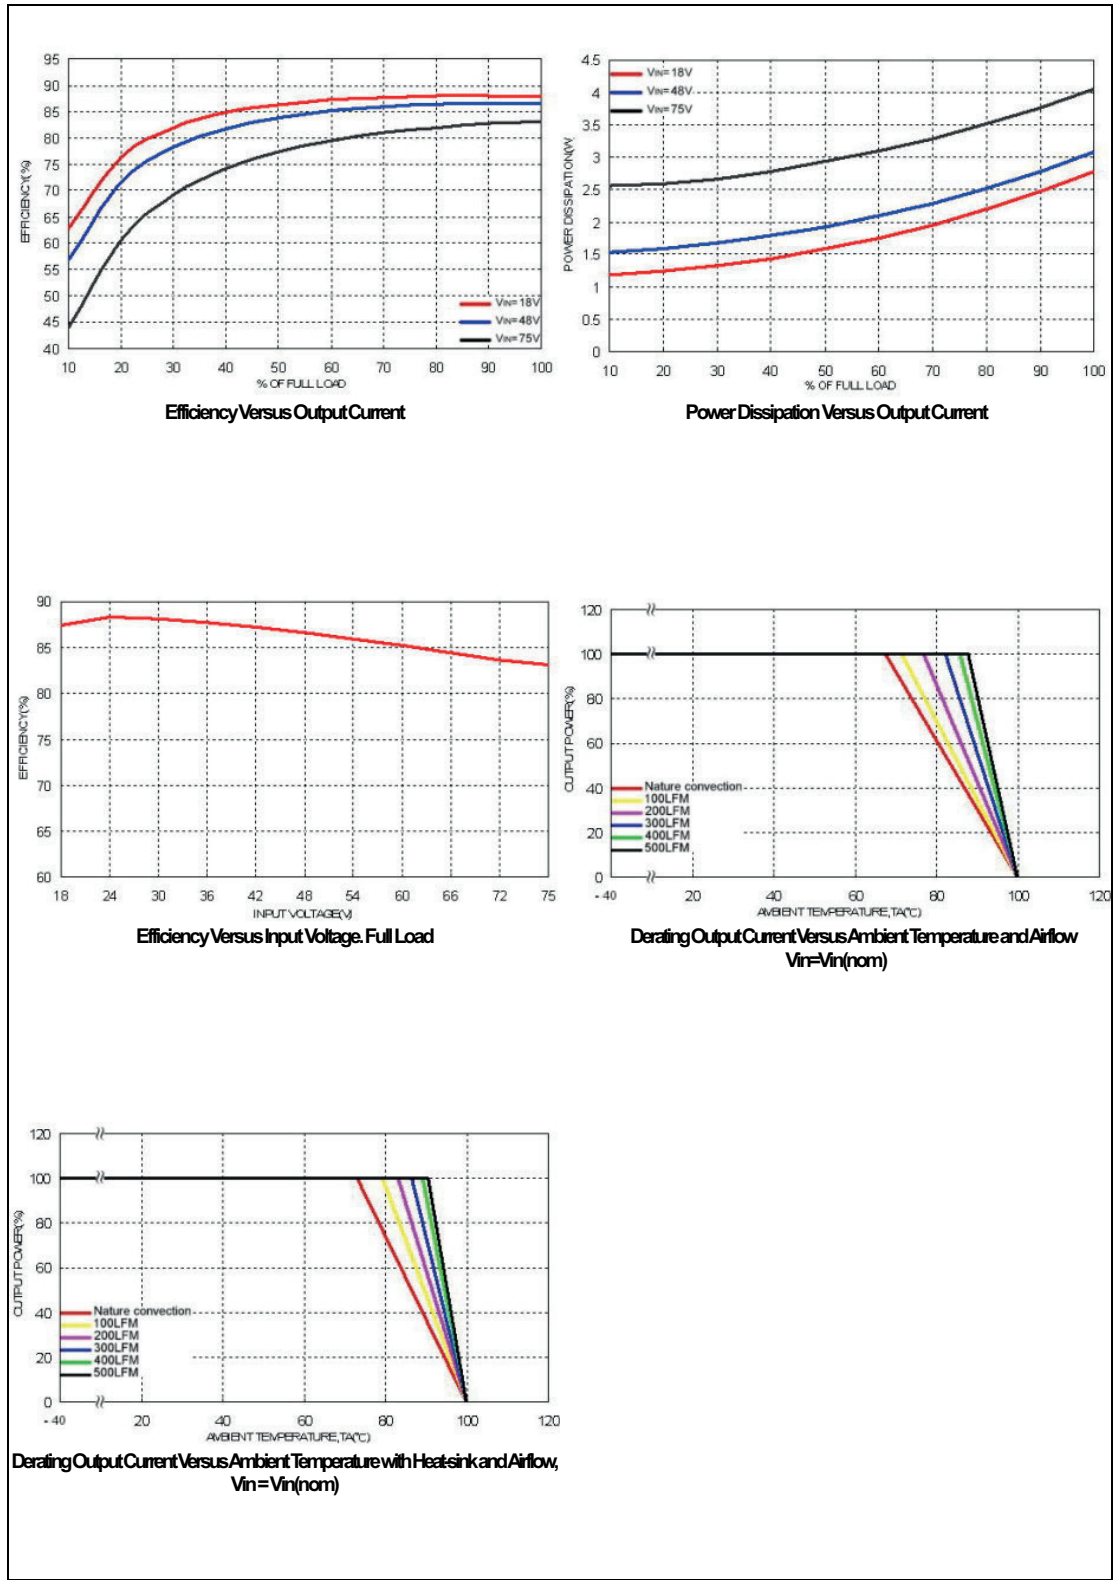 95
90
85
80
75
70
65
60
55
50
45
40
EFFICIENCY(%)
VIN=18V
VIN=48V
VIN=75V
10 20 30 40 50 60 70 80 90 100
% OF FULL LOAD
Efficiency Versus Output Current
4.5
4
3.5
3
2.5
2
1.5
1
0.5
0
POWER DISSIPATION(W
VIN=18V
VIN=48V
VIN=75V
10 20 30 40 50 60 70 80 90 100
% OF FULL LOAD
Power Dissipation Versus Output Current
90
85
80
75
70
65
60
EFFICIENCY(%)
18 24 30 36 42 48 54 60 66 72 75
INPUT VOLTAGE(V)
Efficiency Versus Input Voltage. Full Load
120
100
80
60
40
20
0
OUTPUT POWER(%)
Nature convection
100LFM
200LFM
300LFM
400LFM
500LFM
-40 20 40 60 80 100 120
AMBIENT TEMPERATURE,TA(℃)
Derating Output Current Versus Ambient Temperature and Airflow
Vin=Vin(nom)
120
100
80
60
40
20
0
OUTPUT POWER(%)
Nature convection
100LFM
200LFM
300LFM
400LFM
500LFM
-40 20 40 60 80 100 120
AMBIENT TEMPERATURE,TA(℃)
Derating Output Current Versus Ambient Temperature with Heat-sink and Airflow,
Vin = Vin(nom)